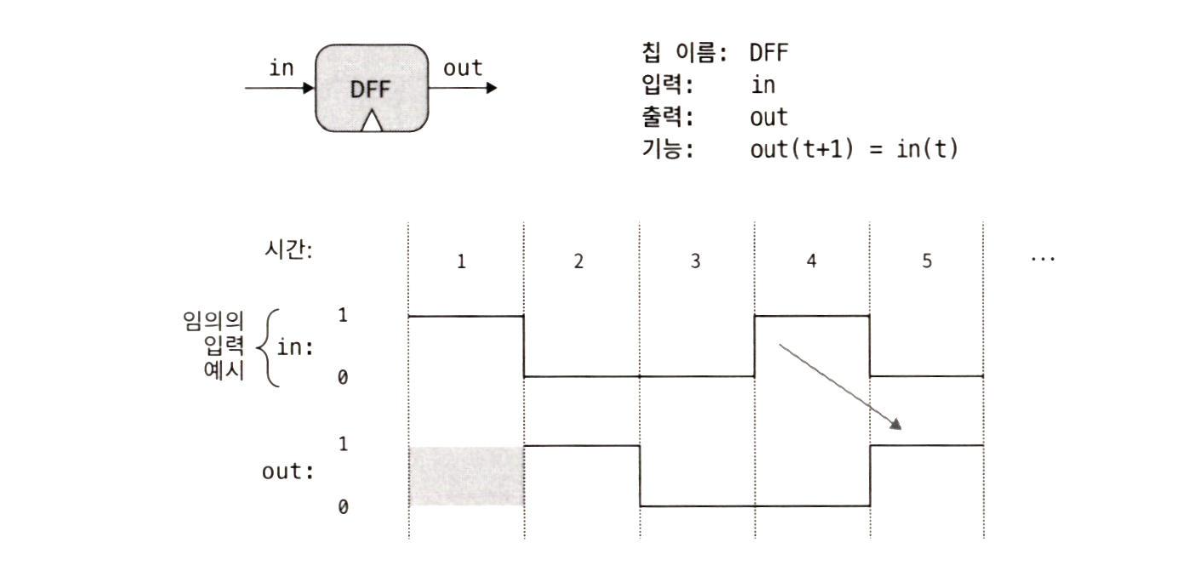 in
DFF
out
칩 이름: DFF
입력: in
출력: out
기능: out(t+1) = in(t)
시간:
1 2 3 4 5 ...
임의의
입력
예시
in:
1
0
out:
1
0